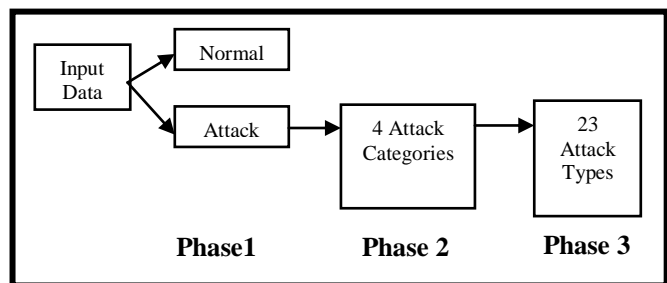 Input
Data
Normal
Attack
4 Attack
Categories
23
Attack
Types
Phase1
Phase 2
Phase 3